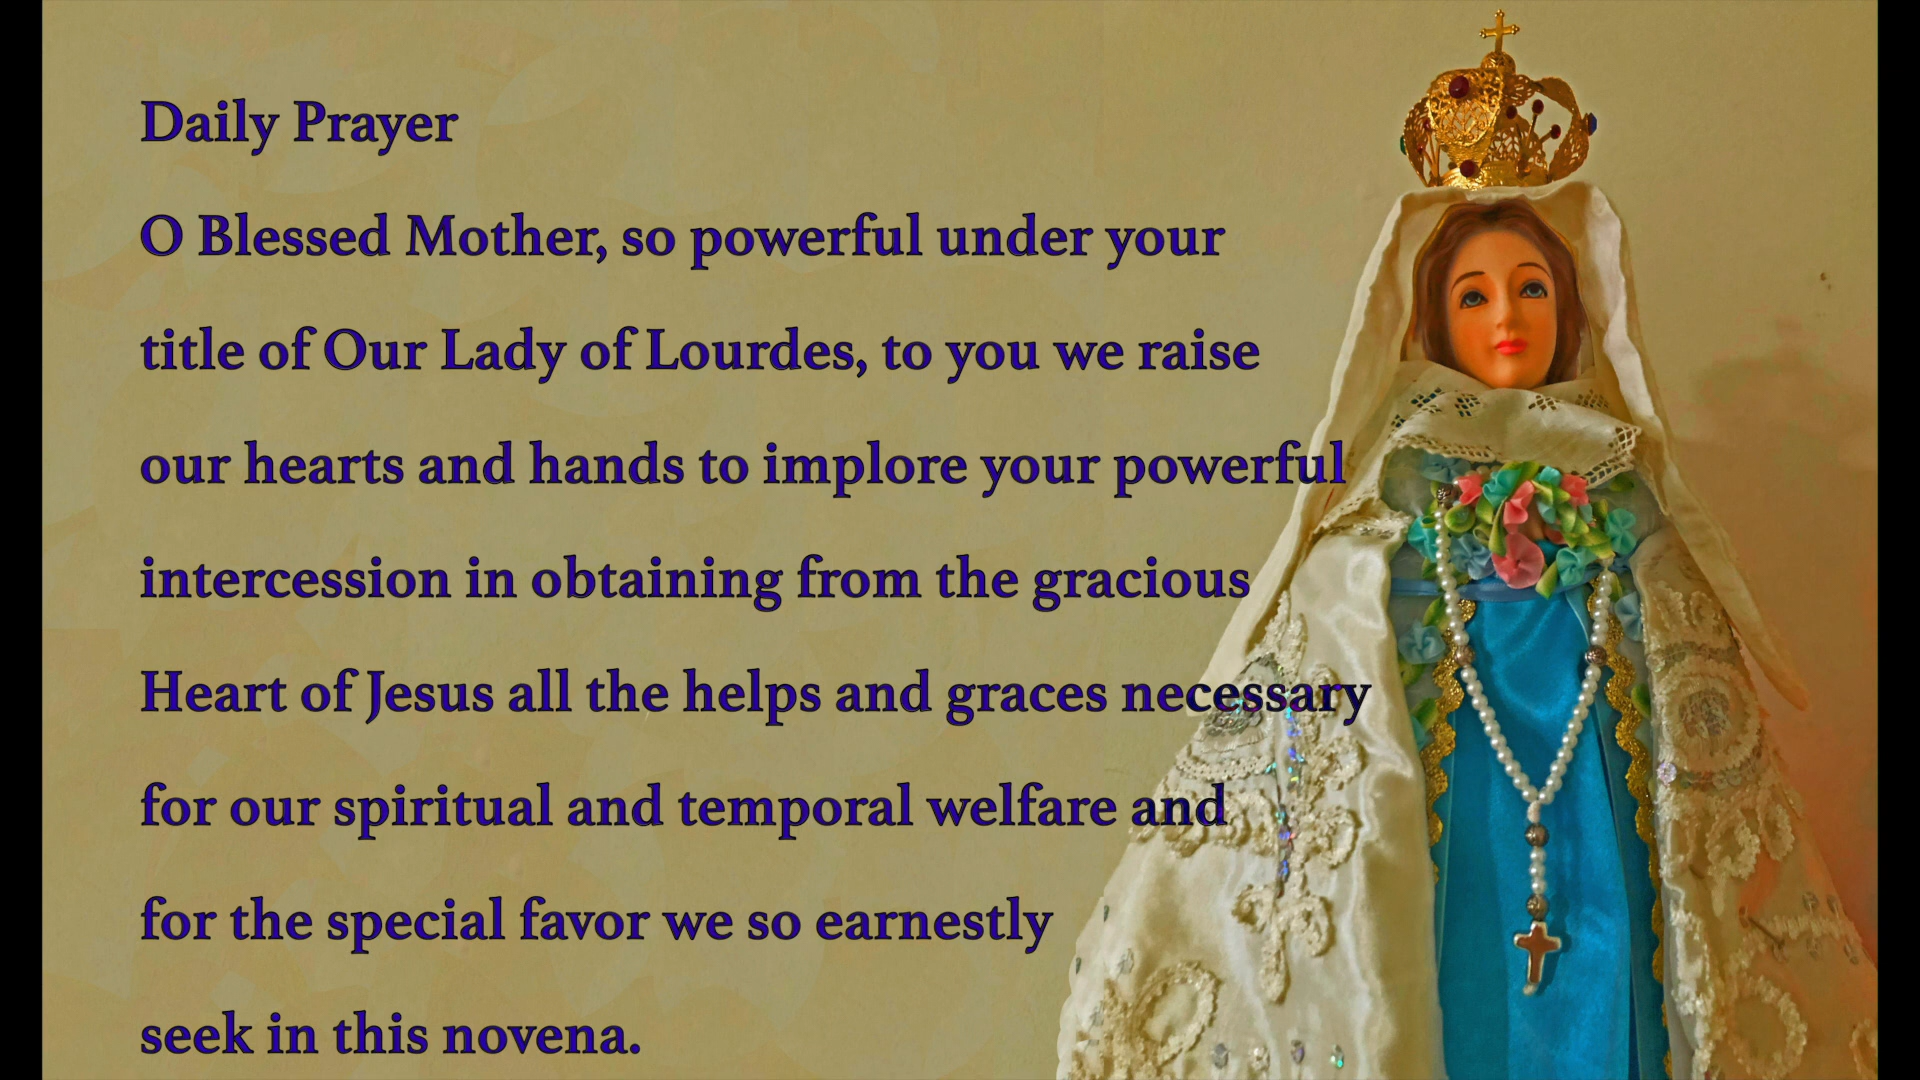 Daily Prayer
O Blessed Mother, so powerful under your
title of Our Lady of Lourdes, to you we raise
our hearts and hands to implore your powerful
intercession in obtaining from the gracious
Heart of Jesus all the helps and graces necessary
for our spiritual and temporal welfare and
for the special favor we so earnestly
seek in this novena.